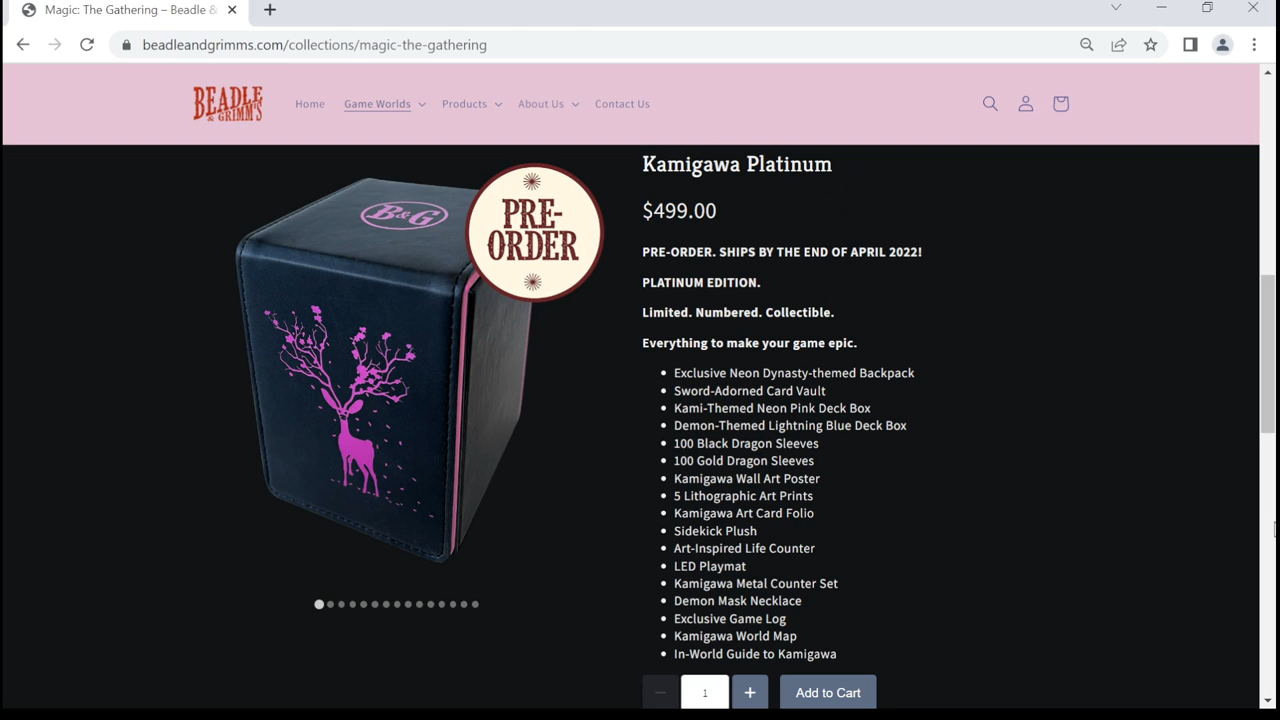 Magic: The Gathering – Beadle &
beadleandgrimms.com/collections/magic-the-gathering
BEADLE
& GRIMM'S
Home
Game Worlds
Products
About Us
Contact Us
B&G
PRE-
ORDER
Kamigawa Platinum
$499.00
PRE-ORDER. SHIPS BY THE END OF APRIL 2022!
PLATINUM EDITION.
Limited. Numbered. Collectible.
Everything to make your game epic.
Exclusive Neon Dynasty-themed Backpack
Sword-Adorned Card Vault
Kami-Themed Neon Pink Deck Box
Demon-Themed Lightning Blue Deck Box
100 Black Dragon Sleeves
100 Gold Dragon Sleeves
Kamigawa Wall Art Poster
5 Lithographic Art Prints
Kamigawa Art Card Folio
Sidekick Plush
Art-Inspired Life Counter
LED Playmat
Kamigawa Metal Counter Set
Demon Mask Necklace
Exclusive Game Log
Kamigawa World Map
In-World Guide to Kamigawa
1
Add to Cart